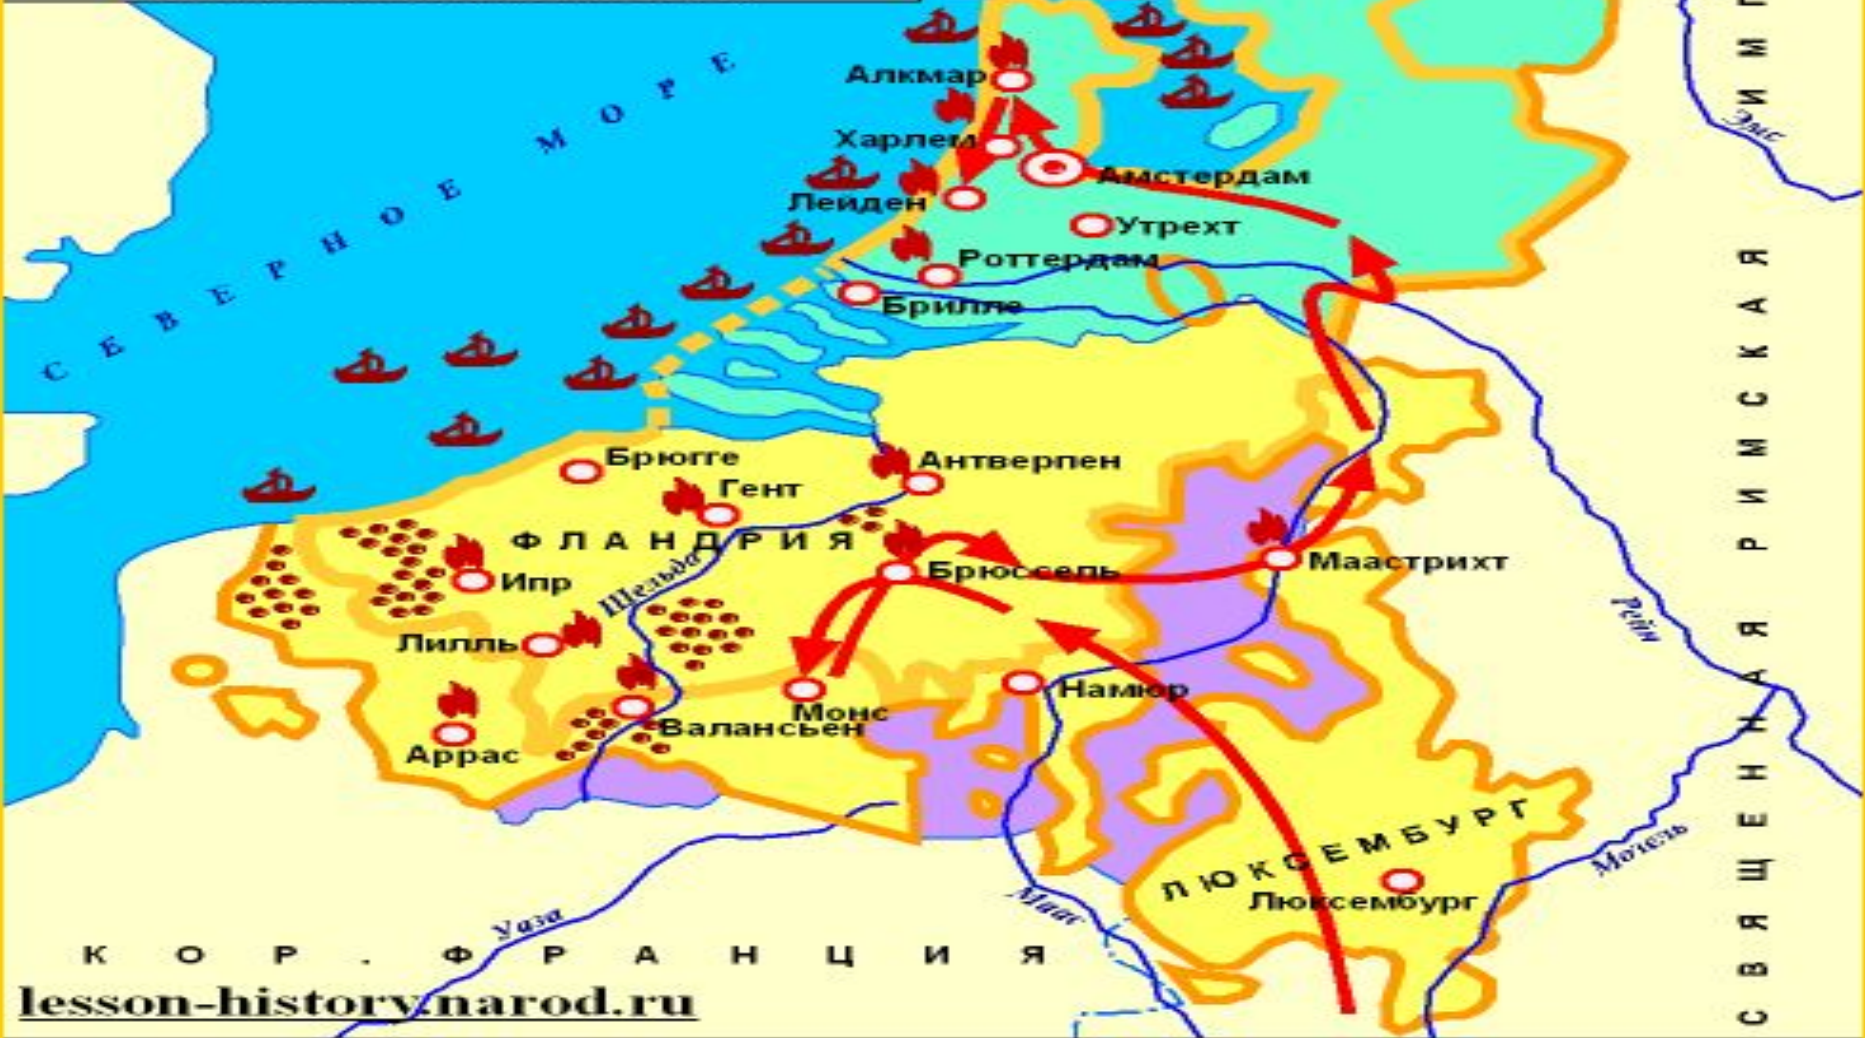 СЕВЕРНОЕ МОРЕ
Алкмар
Харлем
Амстердам
Лейден
Утрехт
Роттердам
Брилле
Эмс
Брюгге
Антверпен
Гент
ФЛАНДРИЯ
Ипр
Шельда
Брюссель
Маастрихт
Рейн
Лилль
Намюр
Монс
Валансьен
Аррас
ЛЮКСЕМБУРГ
Люксембург
Мозель
Маас
Уаза
КОР. ФРАНЦИЯ
СВЯЩЕННАЯ РИМСКАЯ ИМП
lesson-history.narod.ru